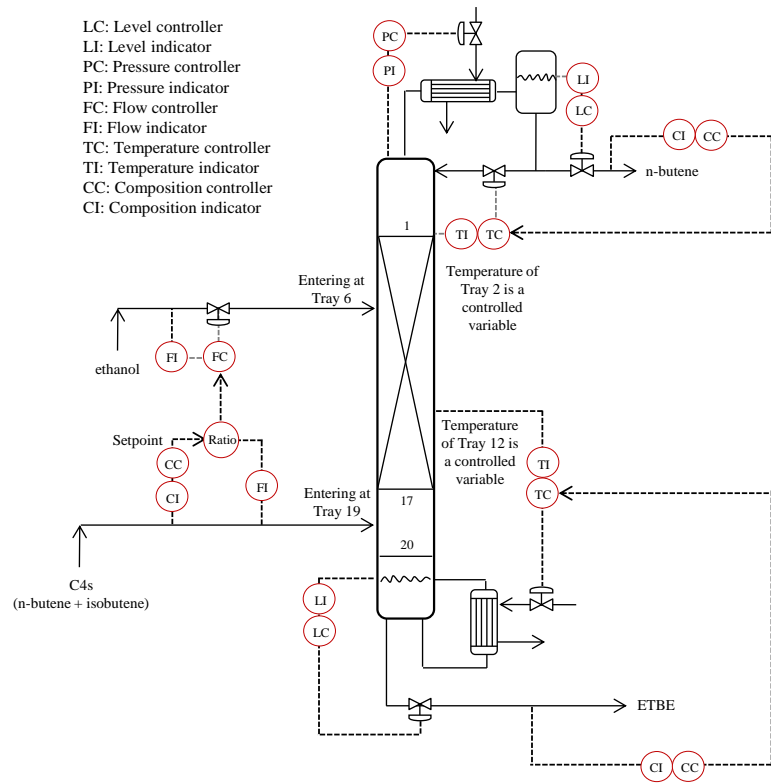 LC: Level controller
LI: Level indicator
PC: Pressure controller
PI: Pressure indicator
FC: Flow controller
FI: Flow indicator
TC: Temperature controller
TI: Temperature indicator
CC: Composition controller
CI: Composition indicator
PC
PI
LI
LC
CI
CC
n-butene
1
TI
TC
Entering at
Tray 6
Temperature of
Tray 2 is a
controlled
variable
FI
FC
ethanol
Setpoint
Ratio
CC
CI
FI
Temperature
of Tray 12 is
a controlled
variable
TI
TC
Entering at
Tray 19
17
20
C4s
(n-butene + isobutene)
LI
LC
ETBE
CI
CC